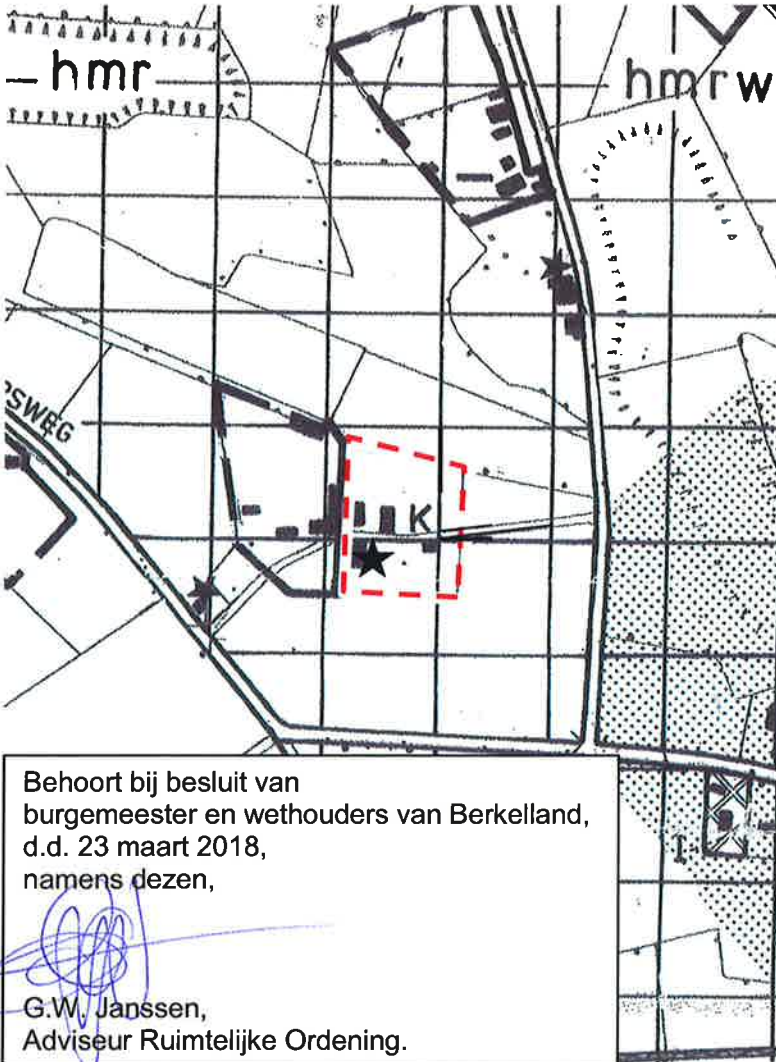 hmr
hmrw
RSWEG
K
I
Behoort bij besluit van
burgemeester en wethouders van Berkelland,
d.d. 23 maart 2018,
namens dezen,
G.W. Janssen,
Adviseur Ruimtelijke Ordening.